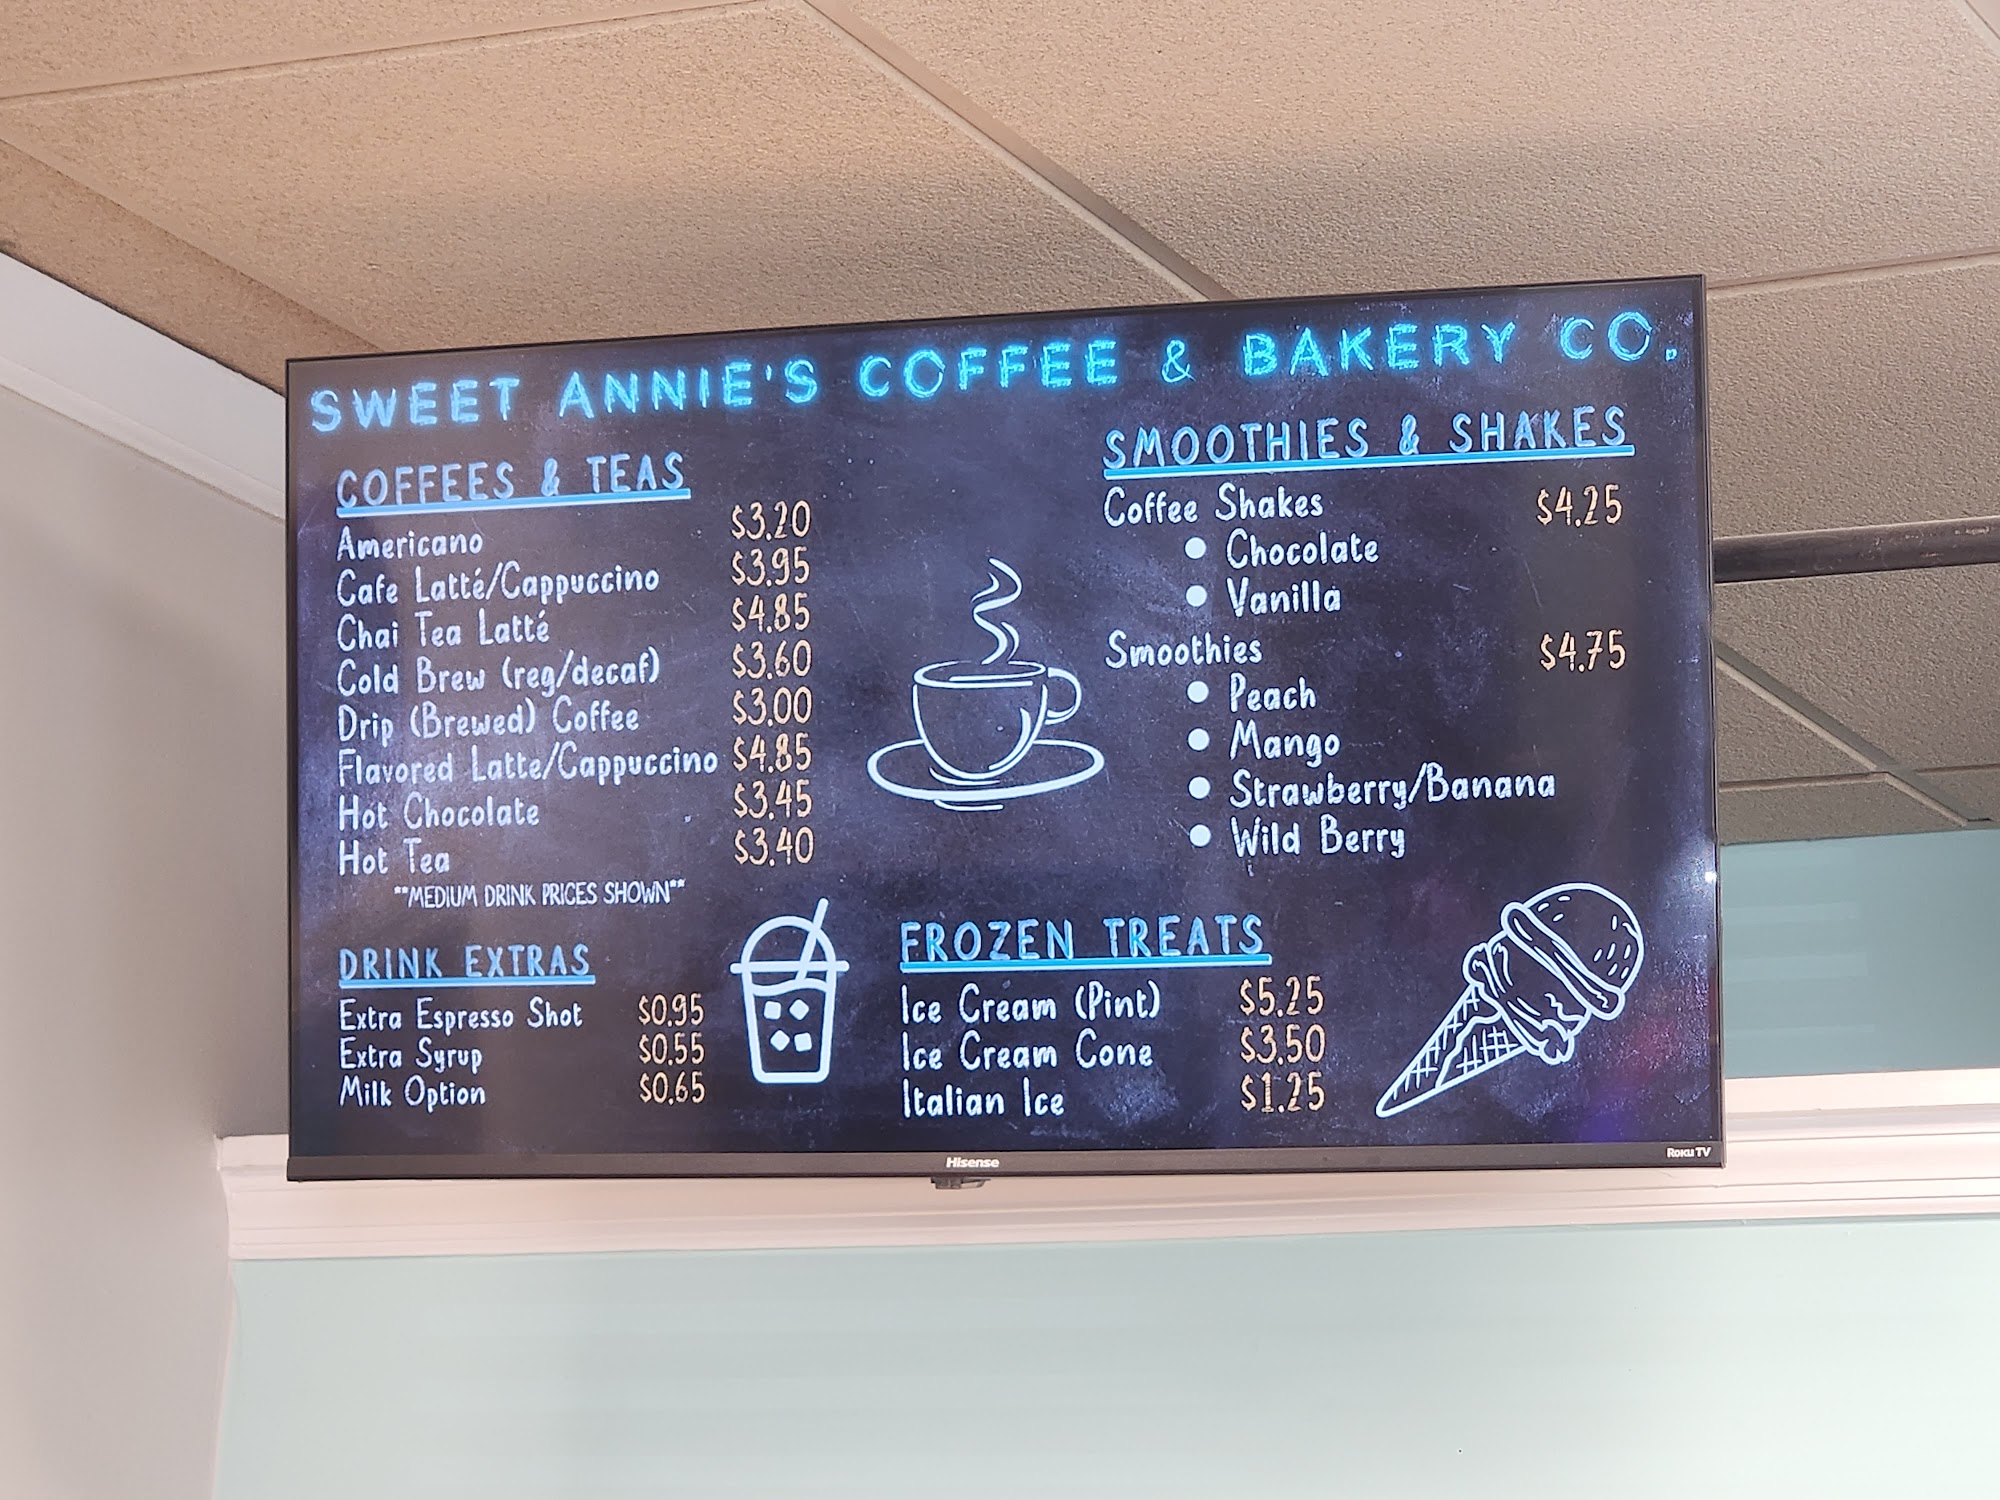 SWEET ANNIE'S COFFEE & BAKERY CO.
COFFEES & TEAS
Americano $3.20
Cafe Latté/Cappuccino $3.95
Chai Tea Latté $4.85
Cold Brew (reg/decaf) $3.60
Drip (Brewed) Coffee $3.00
Flavored Latte/Cappuccino $4.85
Hot Chocolate $3.45
Hot Tea $3.40
**MEDIUM DRINK PRICES SHOWN**
DRINK EXTRAS
Extra Espresso Shot $0.95
Extra Syrup $0.55
Milk Option $0.65
SMOOTHIES & SHAKES
Coffee Shakes $4.25
• Chocolate
• Vanilla
Smoothies $4.75
• Peach
• Mango
• Strawberry/Banana
• Wild Berry
FROZEN TREATS
Ice Cream (Pint) $5.25
Ice Cream Cone $3.50
Italian Ice $1.25
Hisense
Roku TV